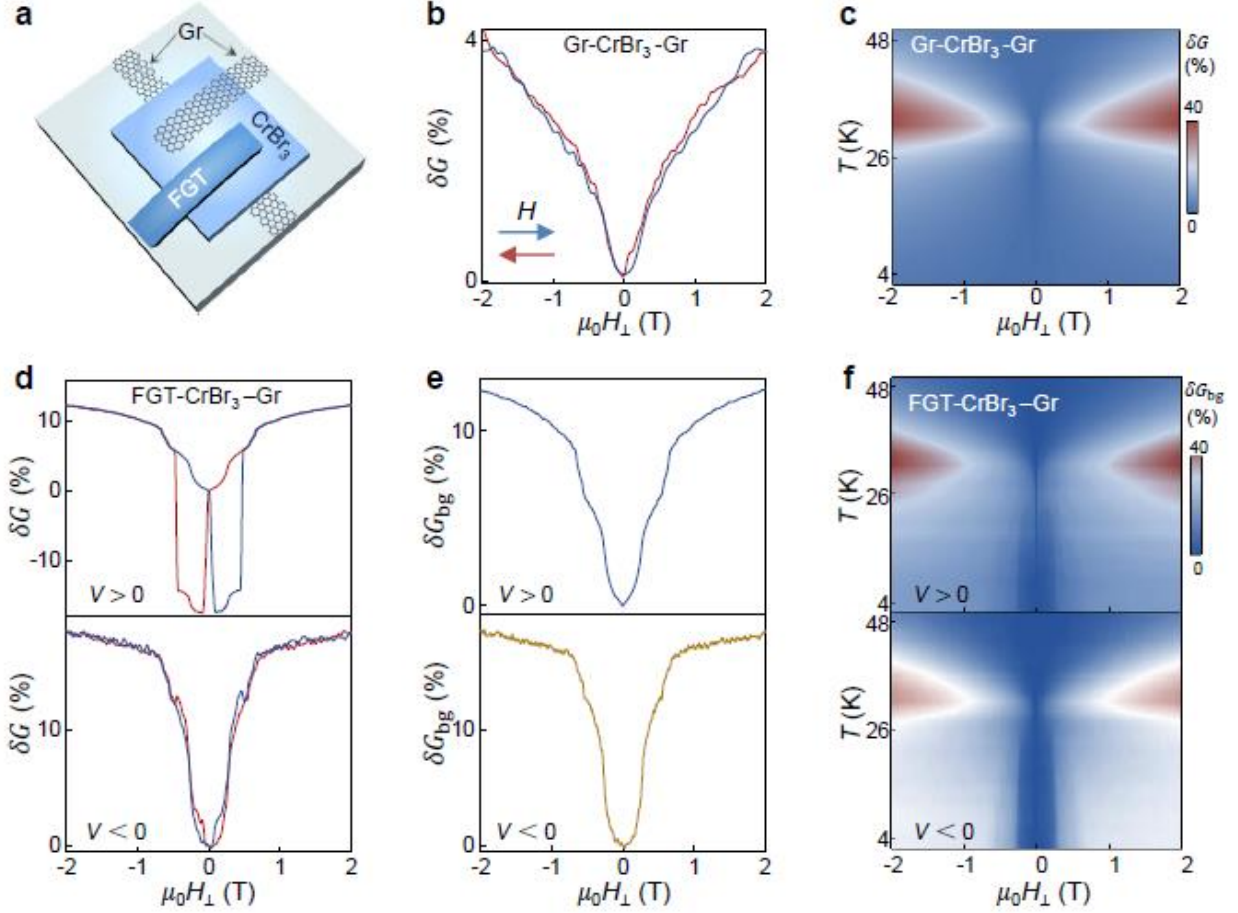 a
Gr
CrBr₃
FGT
b
Gr-CrBr₃-Gr
4
δG (%)
0
H
-2 -1 0 1 2
μ₀H⊥ (T)
c
Gr-CrBr₃-Gr
48
T (K)
26
4
-2 -1 0 1 2
μ₀H⊥ (T)
δG
(%)
40
0
d
FGT-CrBr₃–Gr
10
δG (%)
0
-10
V > 0
δG (%)
10
0
V < 0
-2 -1 0 1 2
μ₀H⊥ (T)
e
10
δGbg (%)
0
V > 0
δGbg (%)
10
0
V < 0
-2 -1 0 1 2
μ₀H⊥ (T)
f
FGT-CrBr₃–Gr
48
T (K)
26
4
V > 0
δGbg
(%)
40
0
48
T (K)
26
4
V < 0
-2 -1 0 1 2
μ₀H⊥ (T)